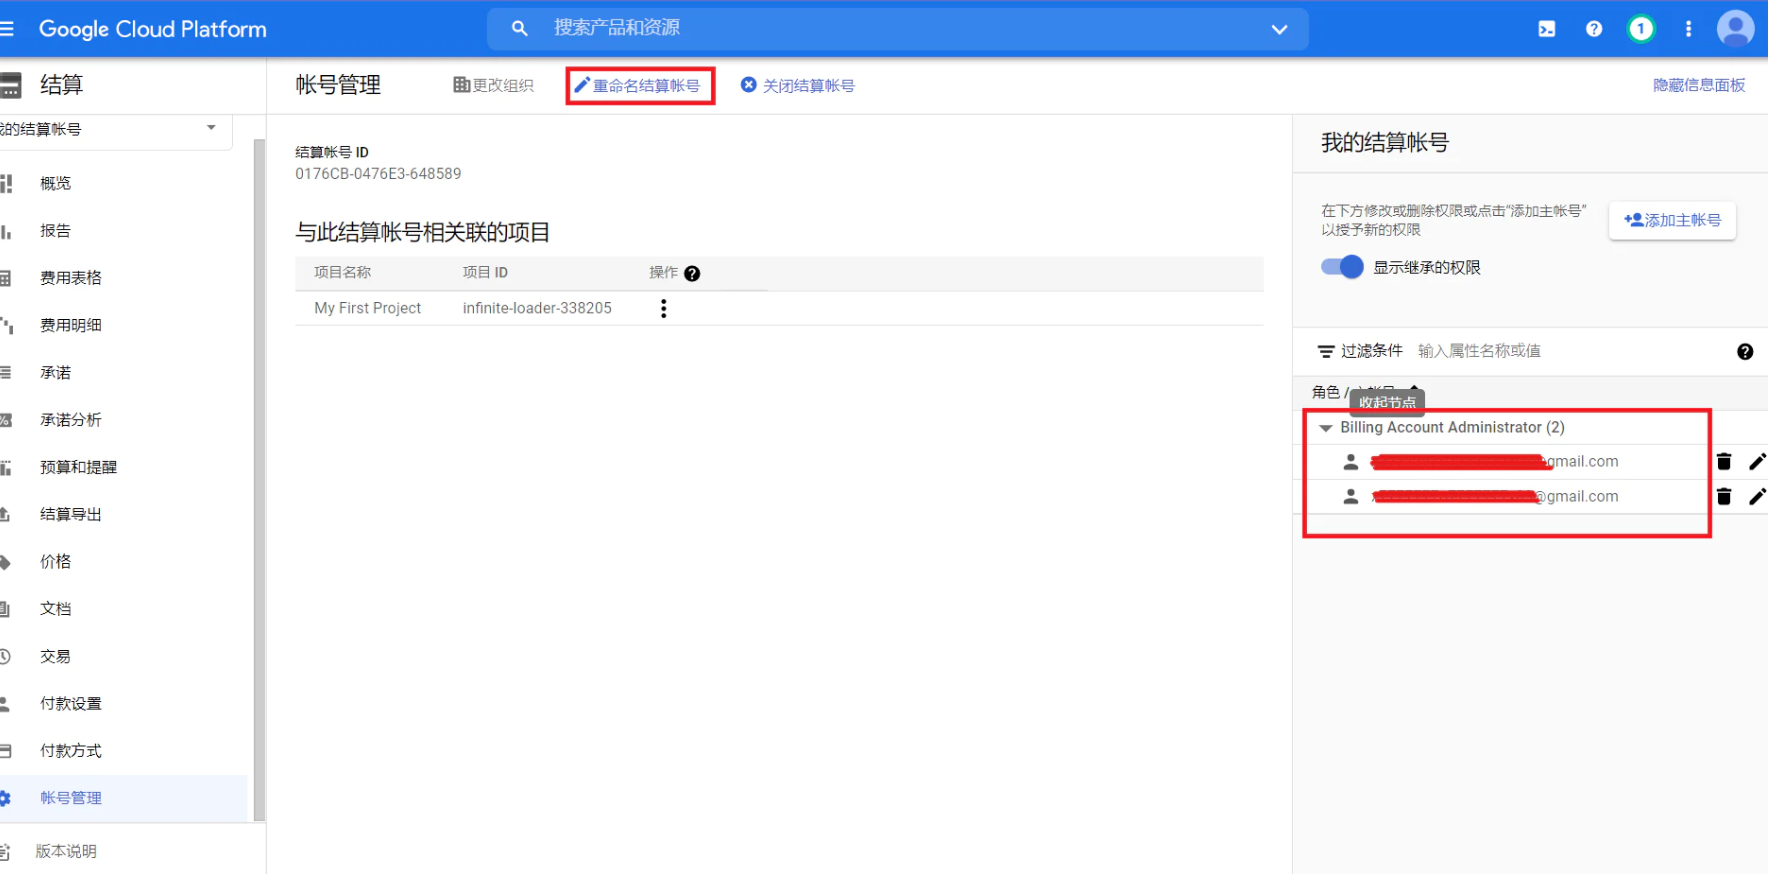 Google Cloud Platform
搜索产品和资源
1
结算
帐号管理
更改组织
重命名结算帐号
关闭结算帐号
隐藏信息面板
的结算帐号
概览
报告
费用表格
费用明细
承诺
承诺分析
预算和提醒
结算导出
价格
文档
交易
付款设置
付款方式
帐号管理
版本说明
结算帐号 ID
0176CB-0476E3-648589
与此结算帐号相关联的项目
项目名称 项目 ID 操作
My First Project infinite-loader-338205
我的结算帐号
在下方修改或删除权限或点击“添加主帐号”
以授予新的权限
添加主帐号
显示继承的权限
过滤条件 输入属性名称或值
角色 /
收起节点
Billing Account Administrator (2)
gmail.com
@gmail.com